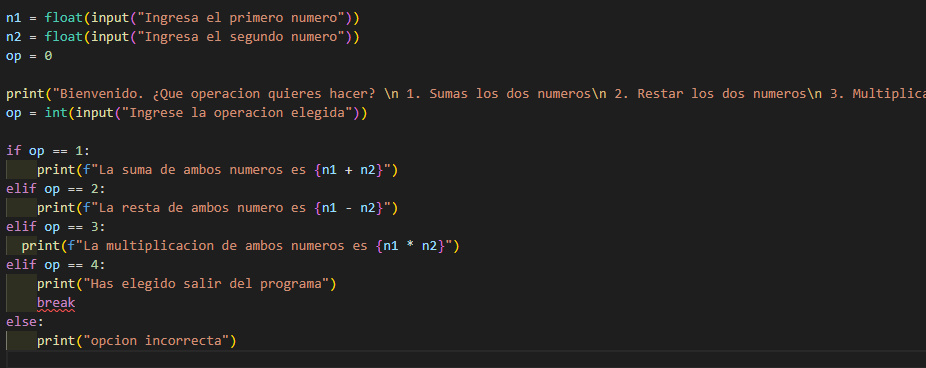 n1 = float(input("Ingresa el primero numero"))
n2 = float(input("Ingresa el segundo numero"))
op = 0
print("Bienvenido. ¿Que operacion quieres hacer? \n 1. Sumas los dos numeros\n 2. Restar los dos numeros\n 3. Multiplica
op = int(input("Ingrese la operacion elegida"))
if op == 1:
    print(f"La suma de ambos numeros es {n1 + n2}")
elif op == 2:
    print(f"La resta de ambos numero es {n1 - n2}")
elif op == 3:
  print(f"La multiplicacion de ambos numeros es {n1 * n2}")
elif op == 4:
    print("Has elegido salir del programa")
    break
else:
    print("opcion incorrecta")